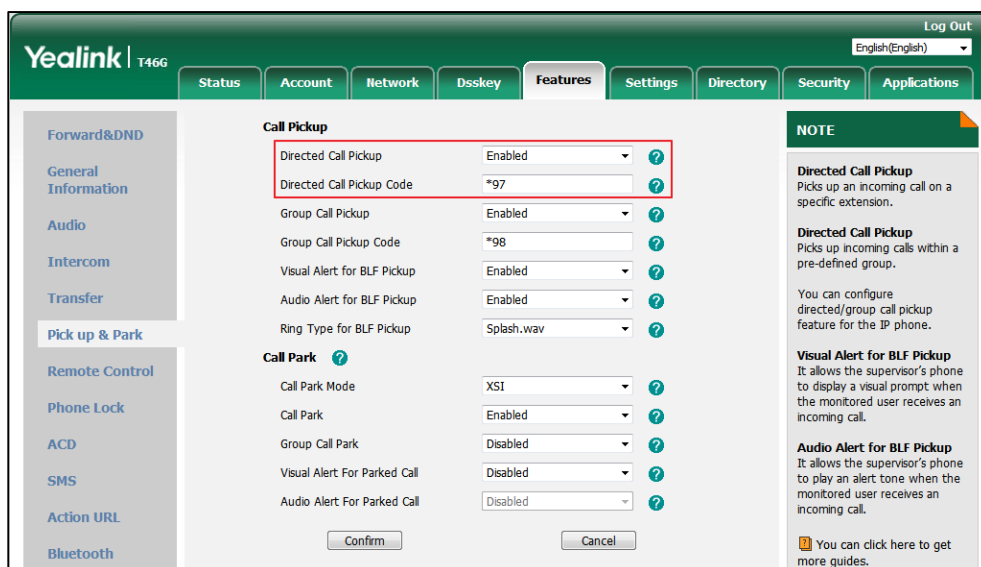 Log Out
Yealink | T46G
English(English)
Status
Account
Network
Dsskey
Features
Settings
Directory
Security
Applications
Forward&DND
General
Information
Audio
Intercom
Transfer
Pick up & Park
Remote Control
Phone Lock
ACD
SMS
Action URL
Bluetooth
Call Pickup
Directed Call Pickup Enabled ?
Directed Call Pickup Code *97 ?
Group Call Pickup Enabled ?
Group Call Pickup Code *98 ?
Visual Alert for BLF Pickup Enabled ?
Audio Alert for BLF Pickup Enabled ?
Ring Type for BLF Pickup Splash.wav ?
Call Park ?
Call Park Mode XSI ?
Call Park Enabled ?
Group Call Park Disabled ?
Visual Alert For Parked Call Disabled ?
Audio Alert For Parked Call Disabled ?
Confirm Cancel
NOTE
Directed Call Pickup
Picks up an incoming call on a
specific extension.
Directed Call Pickup
Picks up incoming calls within a
pre-defined group.
You can configure
directed/group call pickup
feature for the IP phone.
Visual Alert for BLF Pickup
It allows the supervisor's phone
to display a visual prompt when
the monitored user receives an
incoming call.
Audio Alert for BLF Pickup
It allows the supervisor's phone
to play an alert tone when the
monitored user receives an
incoming call.
? You can click here to get
more guides.